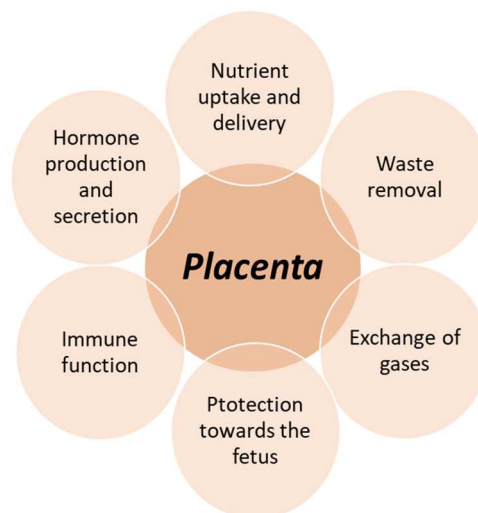 Nutrient
uptake and
delivery
Waste
removal
Exchange of
gases
Ptotection
towards the
fetus
Immune
function
Hormone
production
and
secretion
Placenta